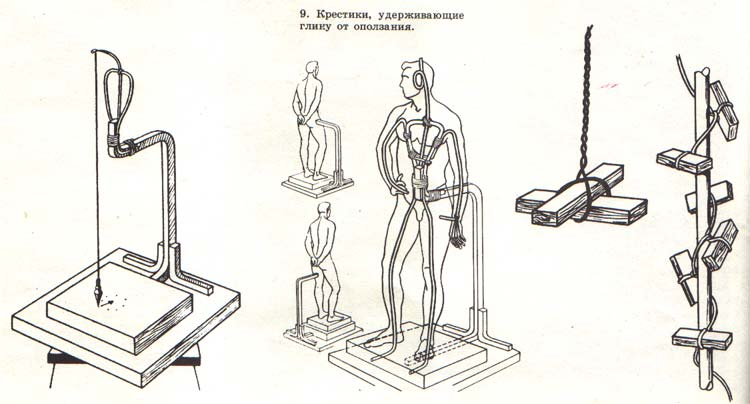 9. Крестики, удерживающие
глину от оползания.